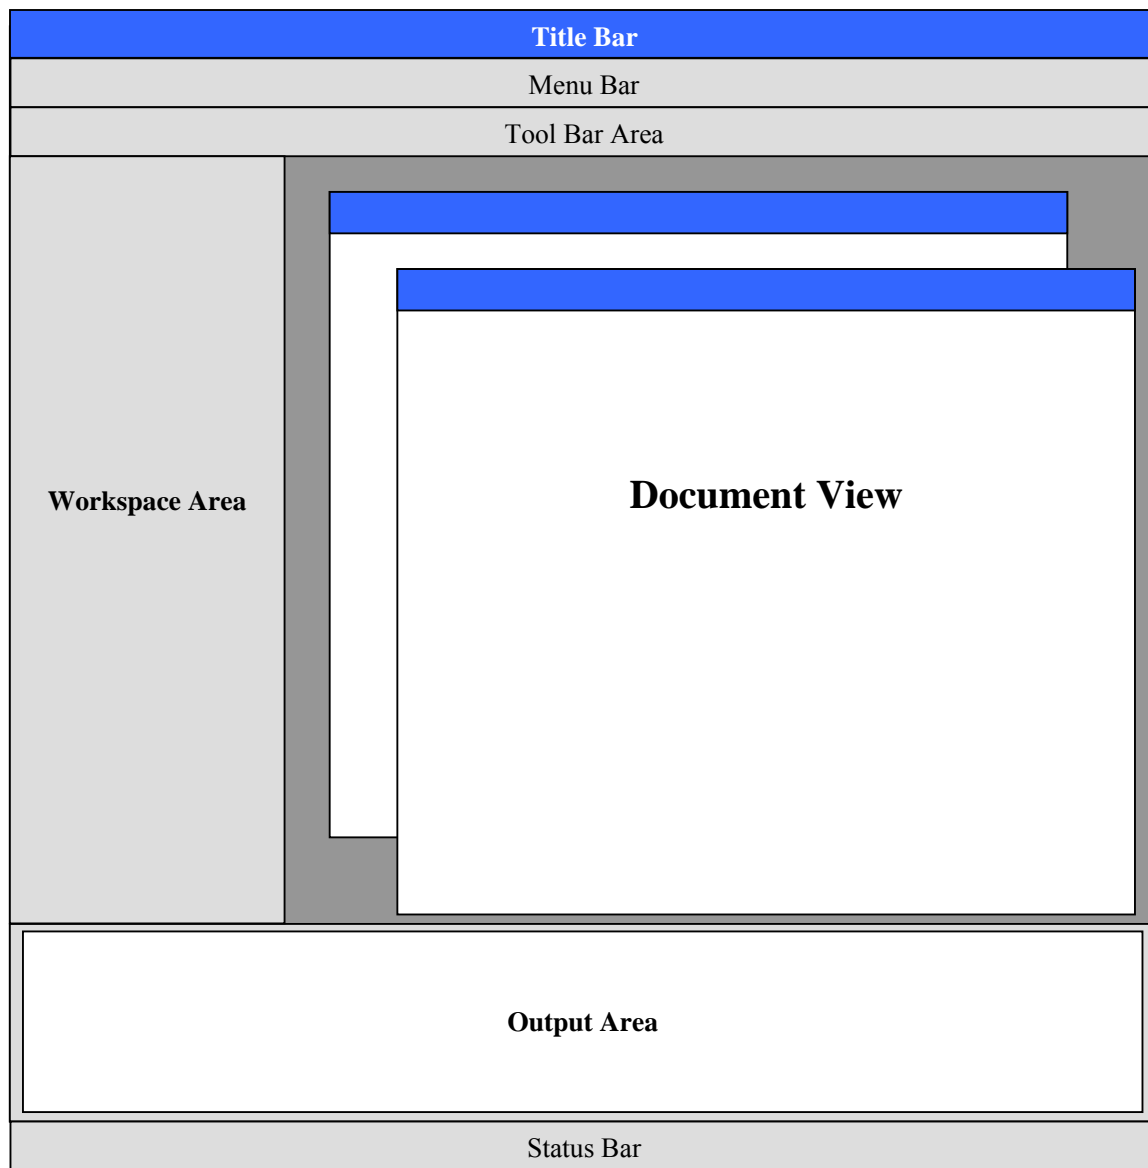 Title Bar
Menu Bar
Tool Bar Area
Workspace Area
Document View
Output Area
Status Bar